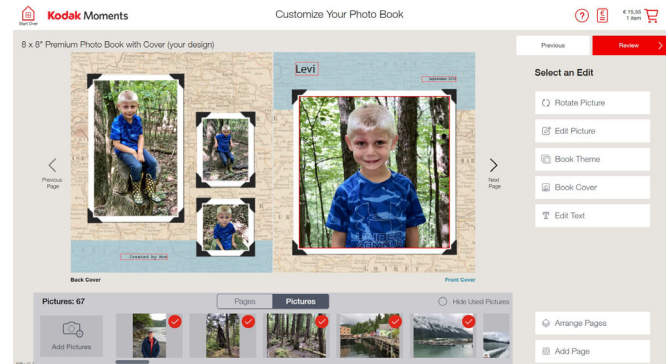 Start Over
Kodak Moments
Customize Your Photo Book
€ 15,55
1 item
8 x 8" Premium Photo Book with Cover (your design)
Previous
Review
Select an Edit
Rotate Picture
Edit Picture
Book Theme
Book Cover
Edit Text
Levi
September 2018
UNDER
ARMOUR
Previous
Page
Next
Page
Created by Mom
Back Cover
Front Cover
Pictures: 67
Pages
Pictures
Hide Used Pictures
Add Pictures
Arrange Pages
Add Page